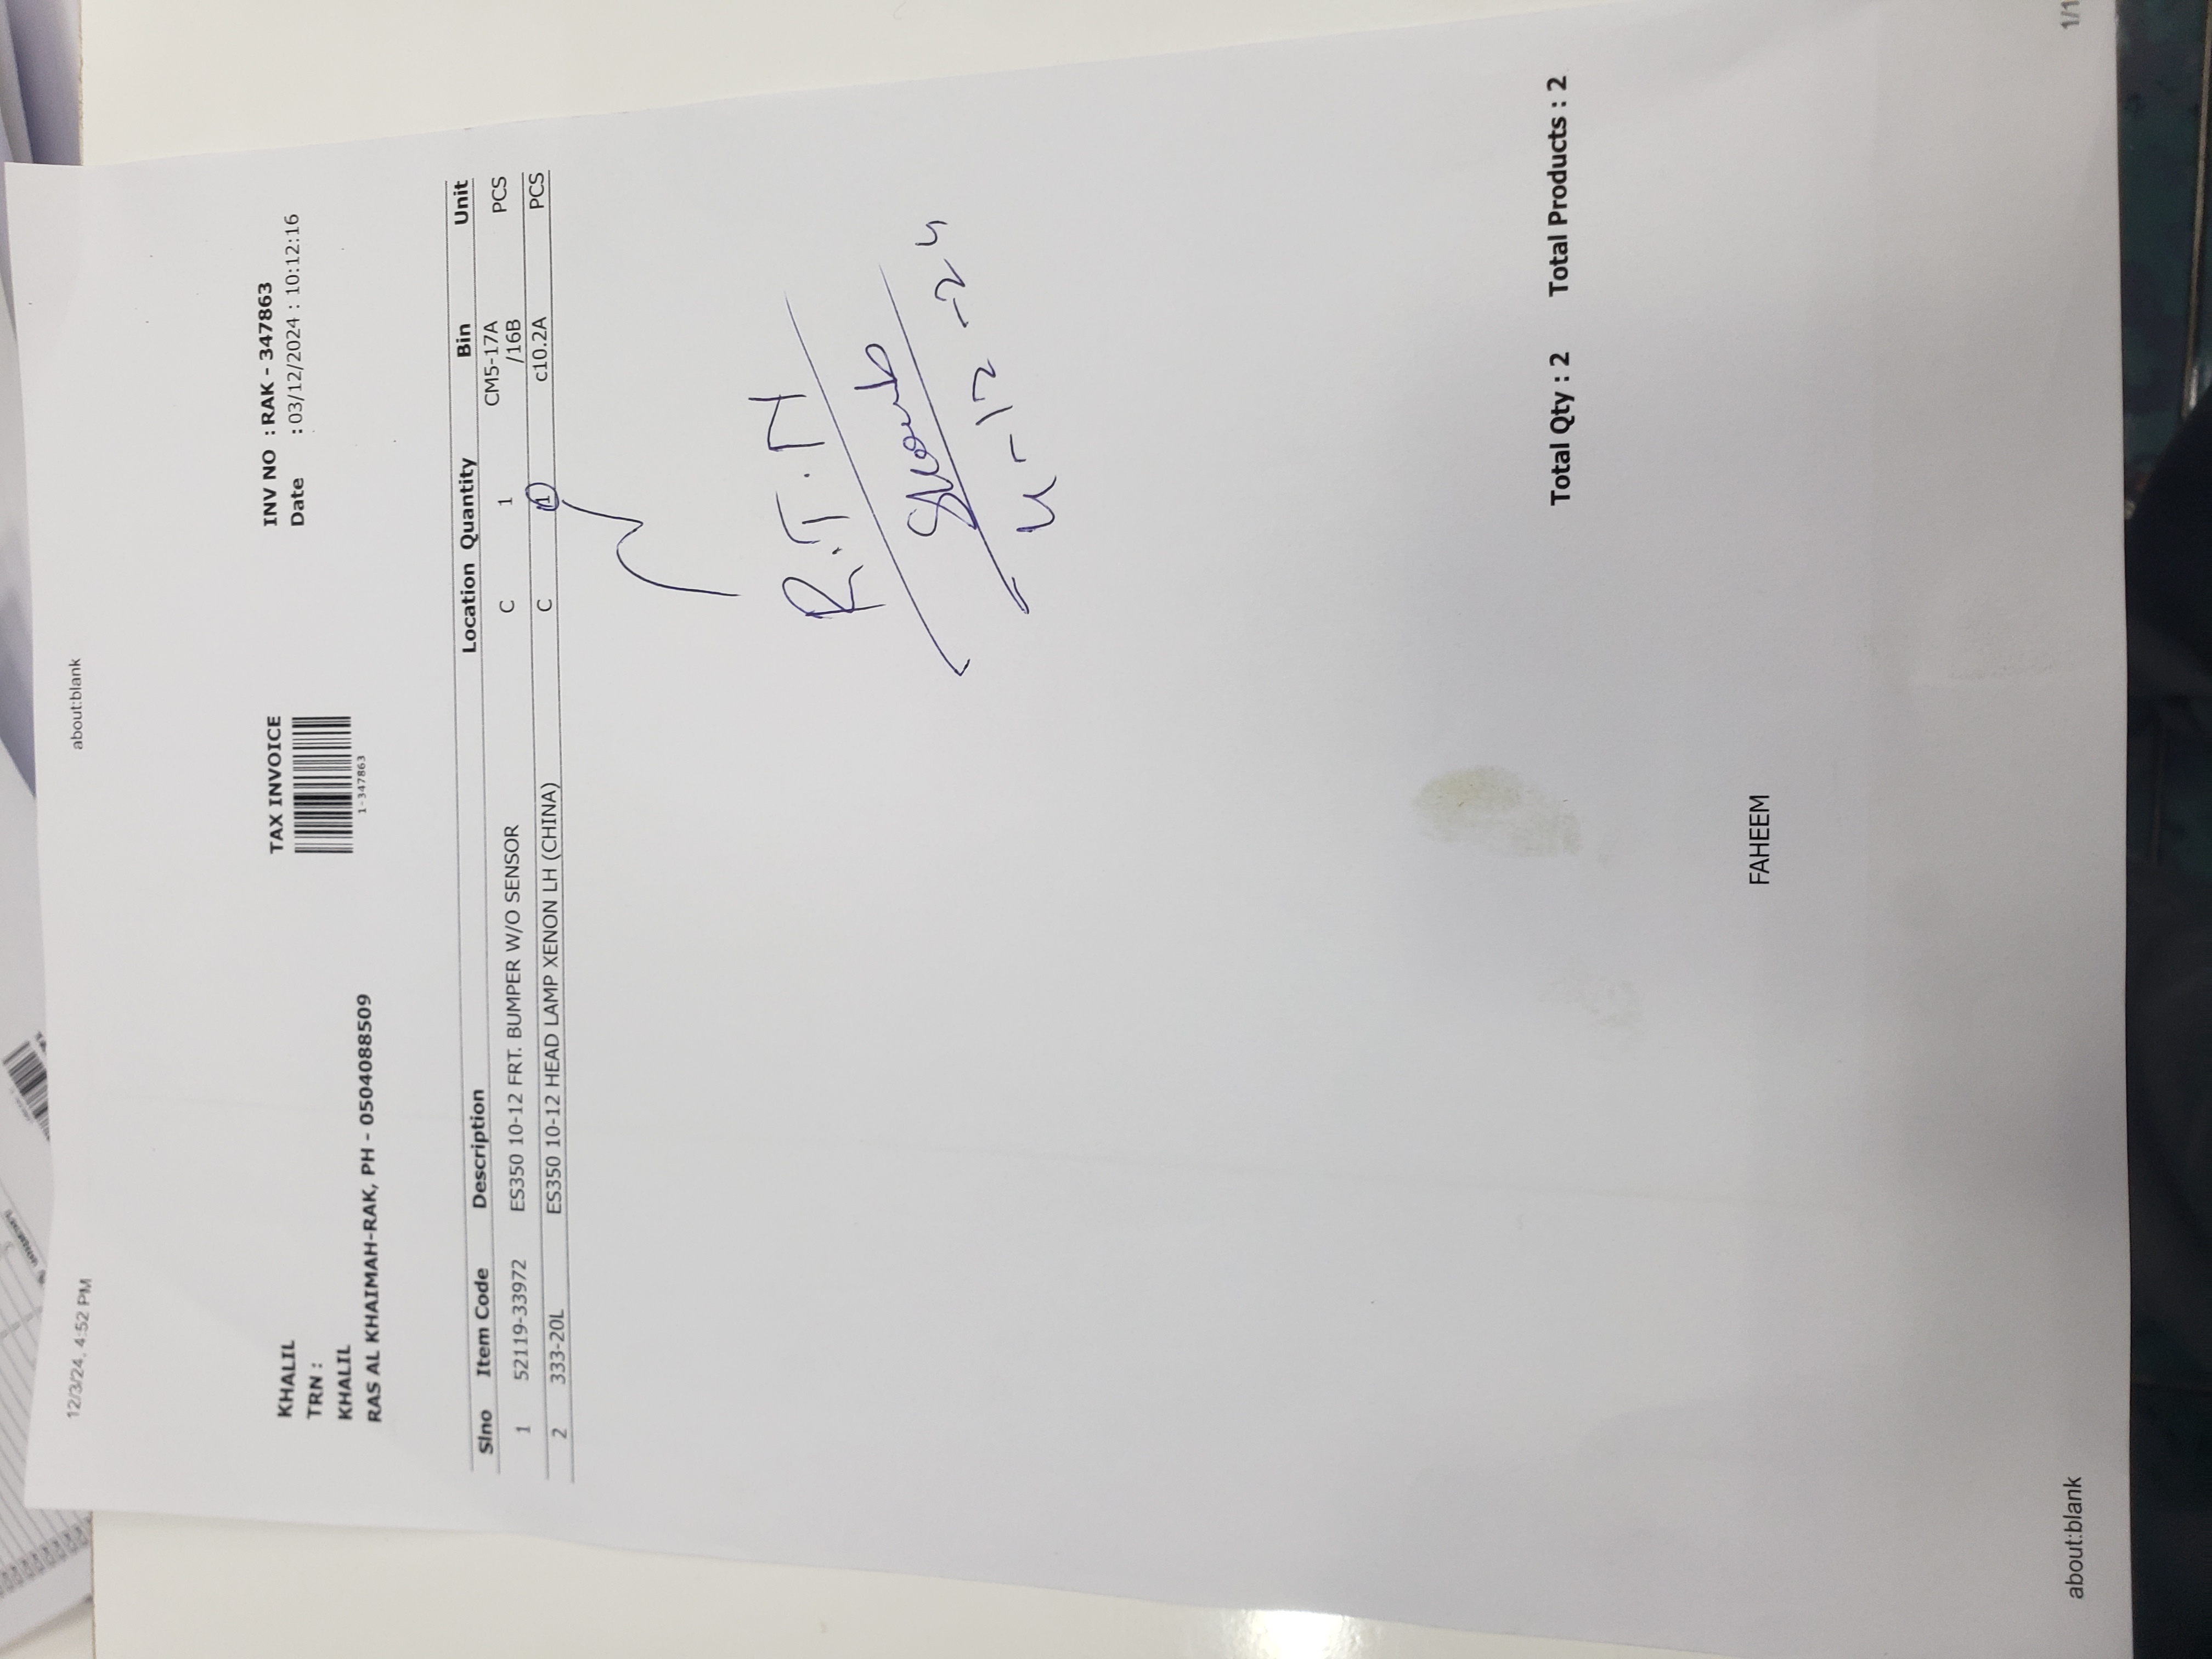 12/3/24, 4:52 PM about:blank
TAX INVOICE
KHALIL INV NO : RAK - 347863
TRN : Date : 03/12/2024 : 10:12:16
KHALIL
1-347863
RAS AL KHAIMAH-RAK, PH - 0504088509
Slno Item Code Description Location Quantity Bin Unit
1 52119-33972 ES350 10-12 FRT. BUMPER W/O SENSOR C 1 CM5-17A PCS
/16B
2 333-20L ES350 10-12 HEAD LAMP XENON LH (CHINA) C 1 c10.2A PCS
R.T.N
4-12-24
Total Qty : 2 Total Products : 2
FAHEEM
about:blank 1/1